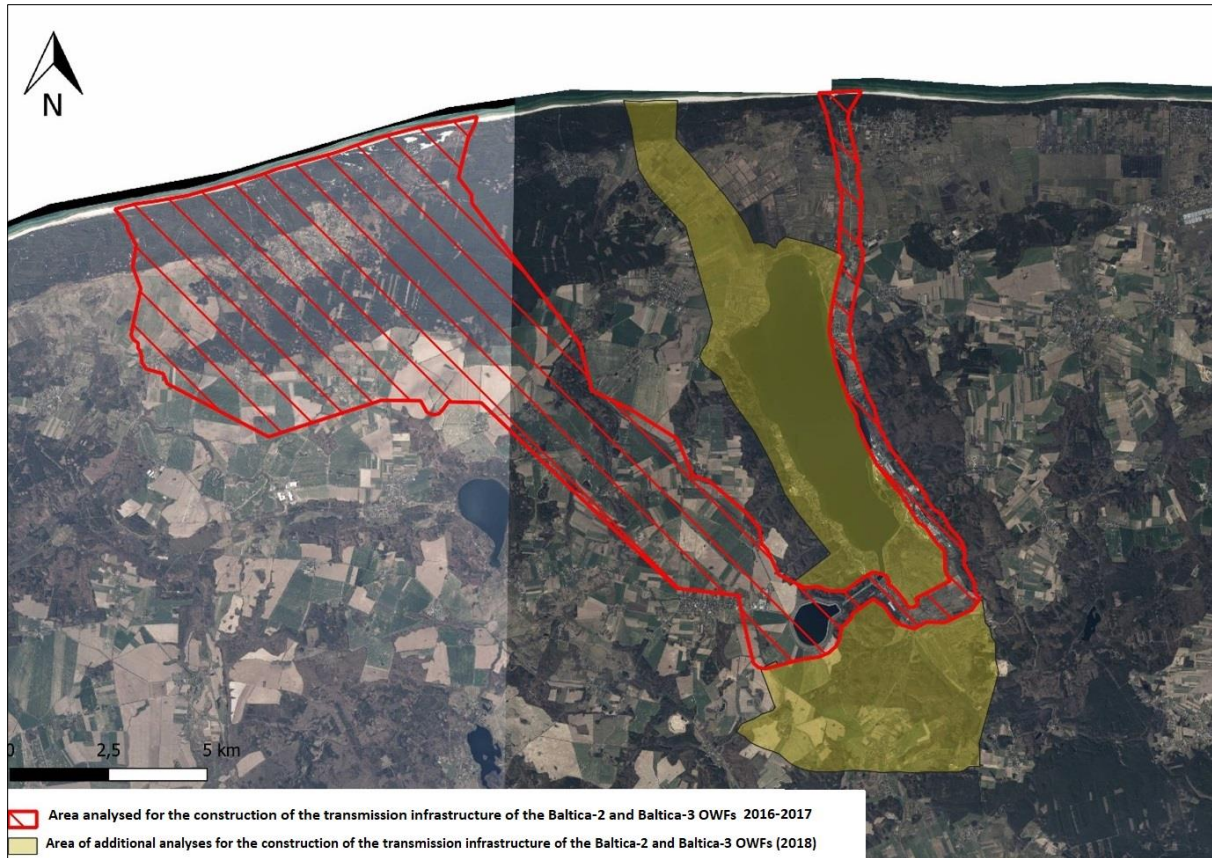 N
0 2,5 5 km
Area analysed for the construction of the transmission infrastructure of the Baltica-2 and Baltica-3 OWFs 2016-2017
Area of additional analyses for the construction of the transmission infrastructure of the Baltica-2 and Baltica-3 OWFs (2018)